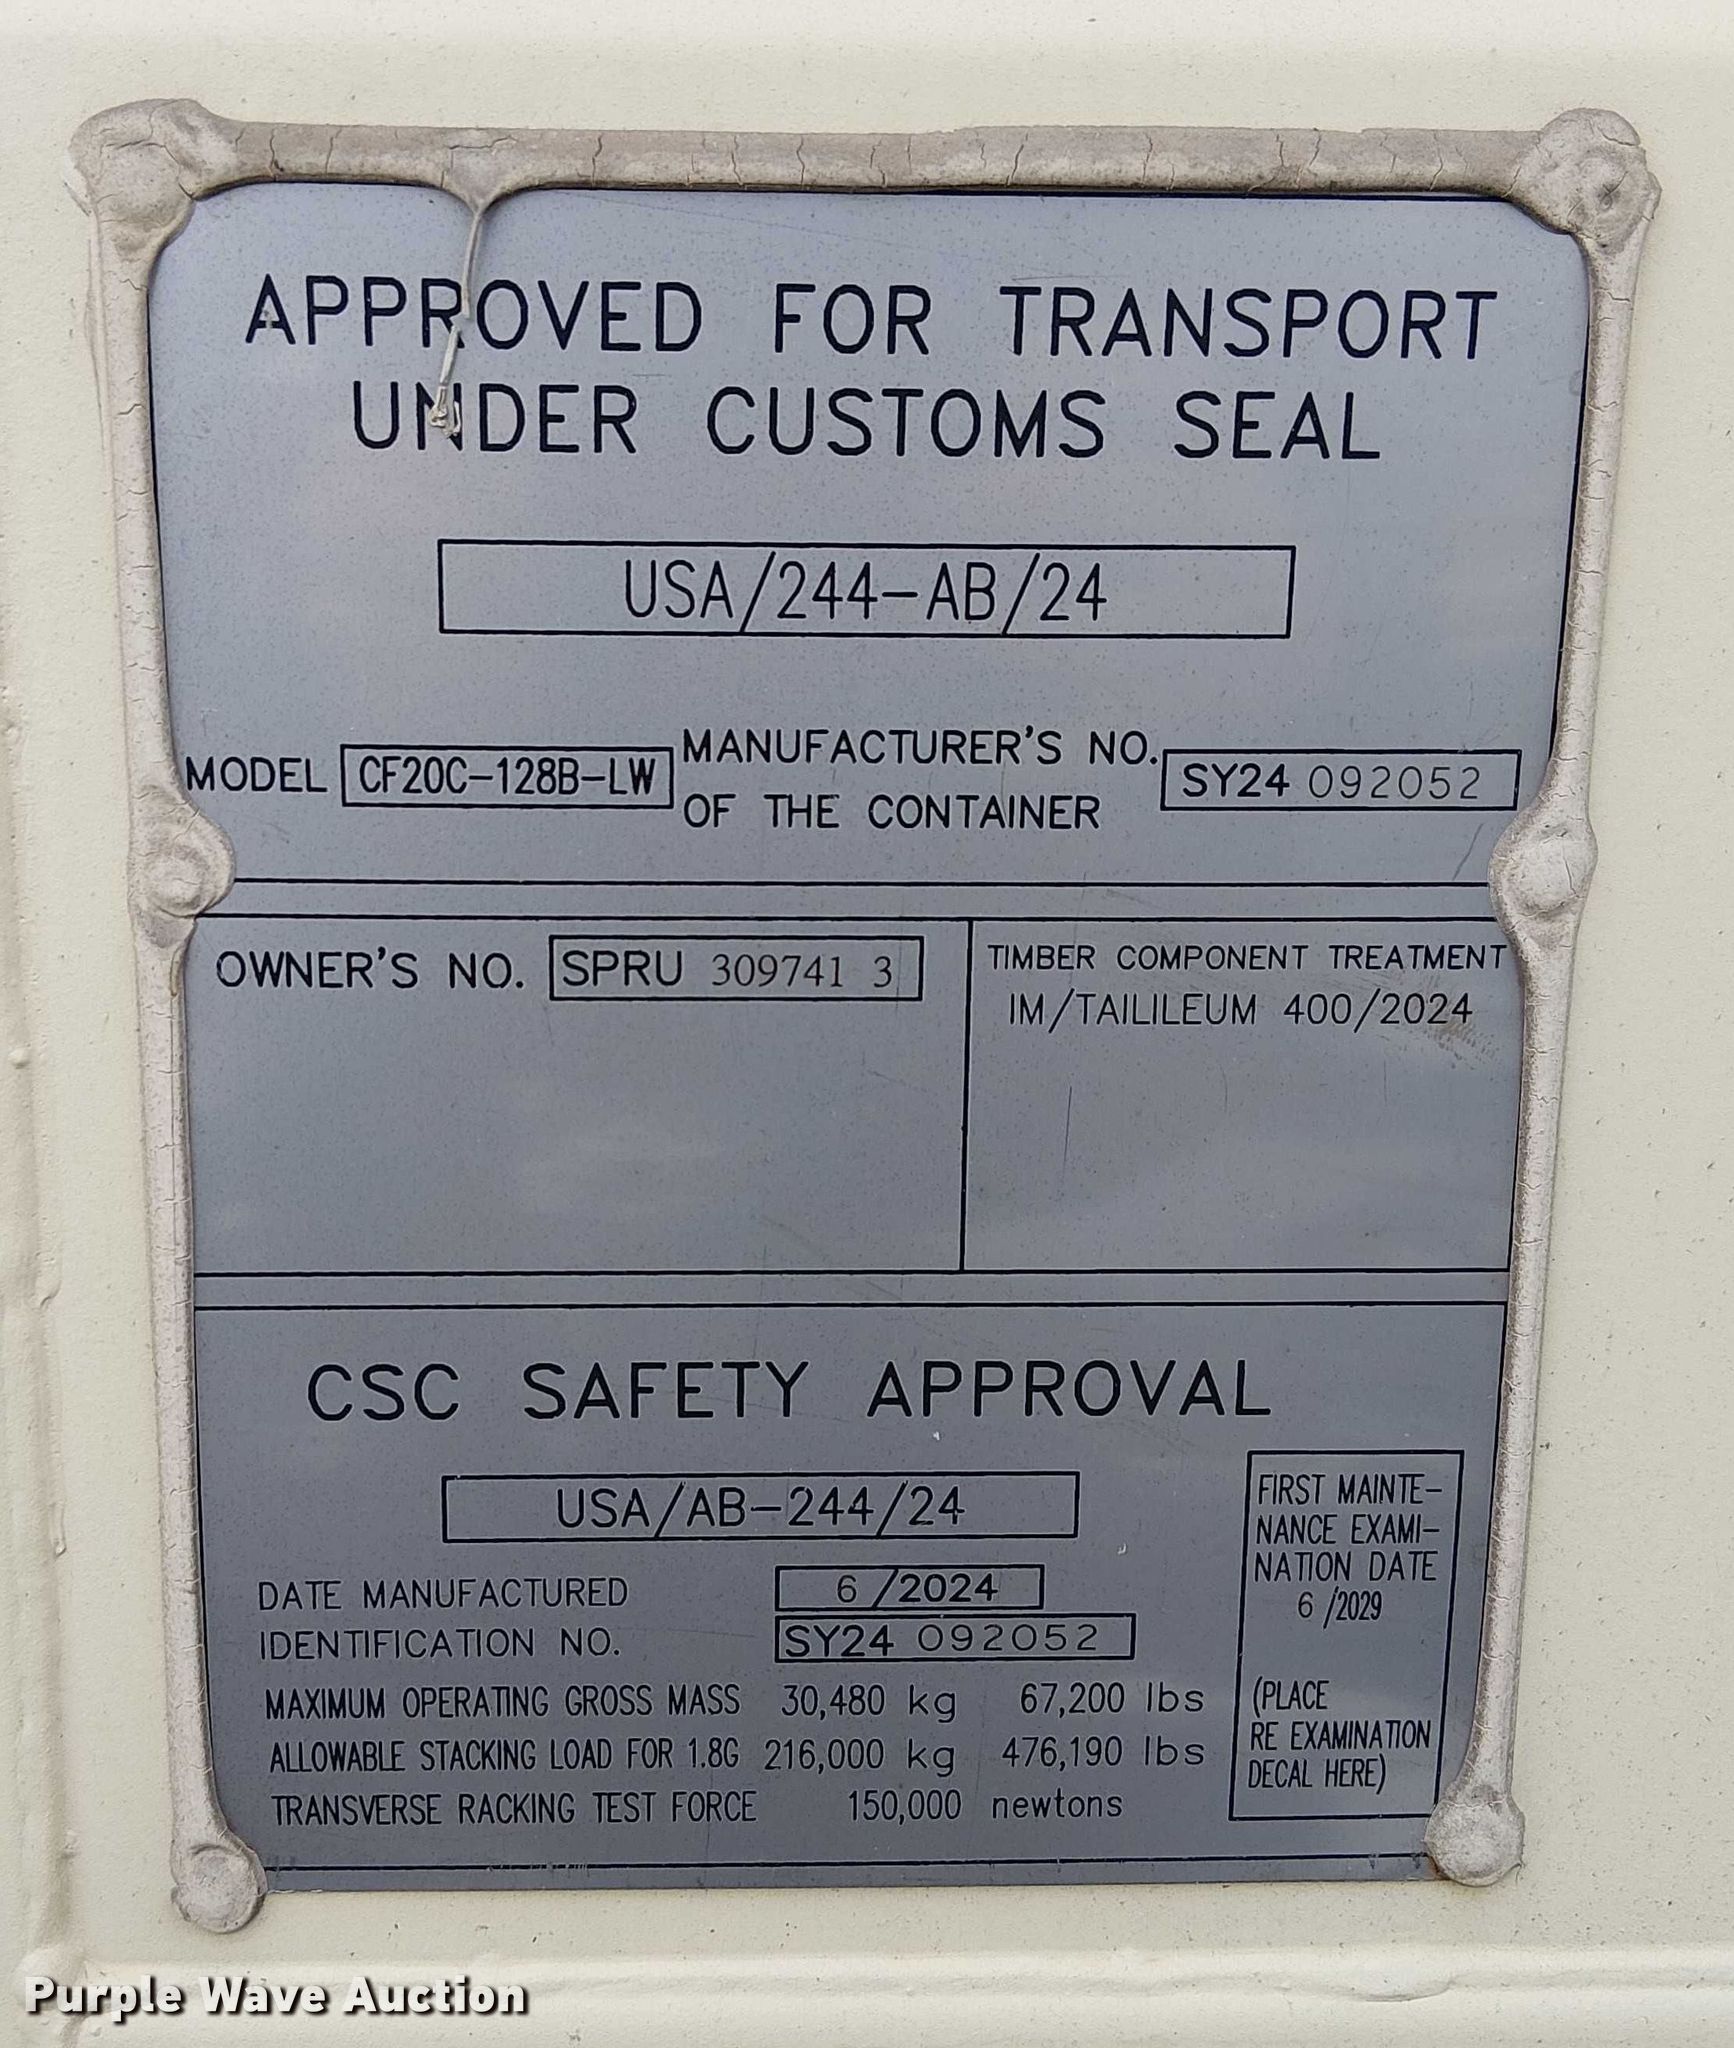 APPROVED FOR TRANSPORT
UNDER CUSTOMS SEAL
USA/244-AB/24
MODEL CF20C-128B-LW MANUFACTURER'S NO.
OF THE CONTAINER SY24 092052
OWNER'S NO. SPRU 309741 3
TIMBER COMPONENT TREATMENT
IM/TAILILEUM 400/2024
CSC SAFETY APPROVAL
USA/AB-244/24
DATE MANUFACTURED 6 /2024
IDENTIFICATION NO. SY24 092052
MAXIMUM OPERATING GROSS MASS 30,480 kg 67,200 lbs
ALLOWABLE STACKING LOAD FOR 1.8G 216,000 kg 476,190 lbs
TRANSVERSE RACKING TEST FORCE 150,000 newtons
FIRST MAINTE-
NANCE EXAMI-
NATION DATE
6 /2029
(PLACE
RE EXAMINATION
DECAL HERE)
Purple Wave Auction